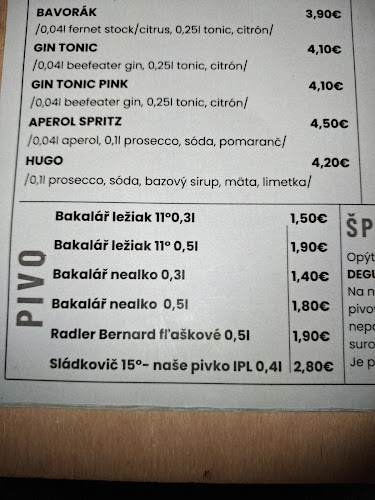 BAVORÁK 3,90€
/0,04l fernet stock/citrus, 0,25l tonic, citrón/
GIN TONIC 4,10€
/0,04l beefeater gin, 0,25l tonic, citrón/
GIN TONIC PINK 4,10€
/0,04l beefeater gin, 0,25l tonic, citrón/
APEROL SPRITZ 4,50€
/0,04l aperol, 0,1l prosecco, sóda, pomaranč/
HUGO 4,20€
/0,1l prosecco, sóda, bazový sirup, mäta, limetka/
PIVO
Bakalář ležiak 11°0,3l 1,50€
Bakalář ležiak 11° 0,5l 1,90€
Bakalář nealko 0,3l 1,40€
Bakalář nealko 0,5l 1,80€
Radler Bernard fľaškové 0,5l 1,90€
Sládkovič 15°- naše pivko IPL 0,4l 2,80€
ŠP
Opýt
DEGU
Na n
pivov
nepa
suro
Je p